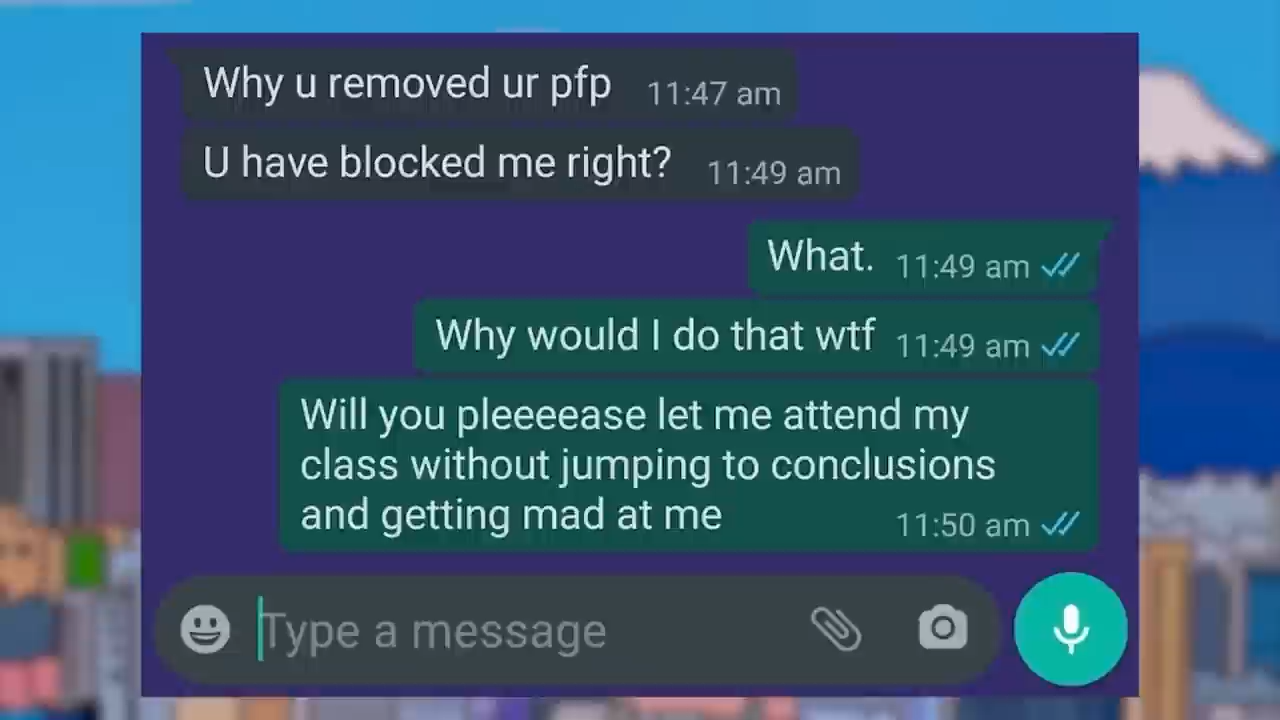 Why u removed ur pfp 11:47 am
U have blocked me right? 11:49 am
What. 11:49 am
Why would I do that wtf 11:49 am
Will you pleeeease let me attend my
class without jumping to conclusions
and getting mad at me 11:50 am
Type a message